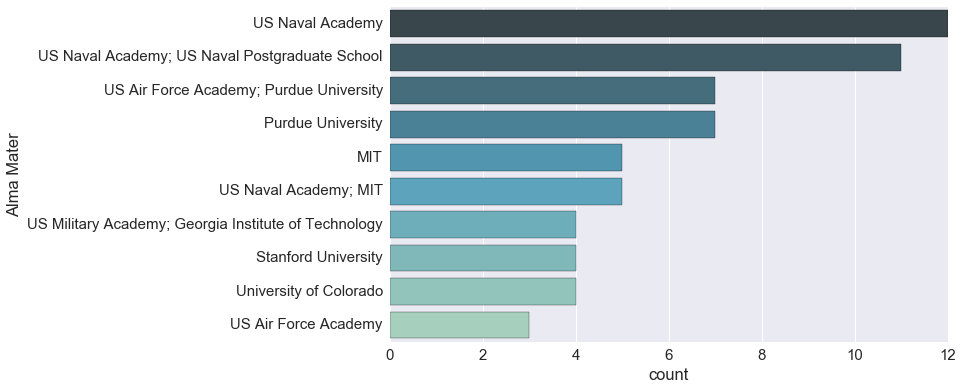 US Naval Academy
US Naval Academy; US Naval Postgraduate School
US Air Force Academy; Purdue University
Purdue University
MIT
US Naval Academy; MIT
US Military Academy; Georgia Institute of Technology
Stanford University
University of Colorado
US Air Force Academy
Alma Mater
0 2 4 6 8 10 12
count